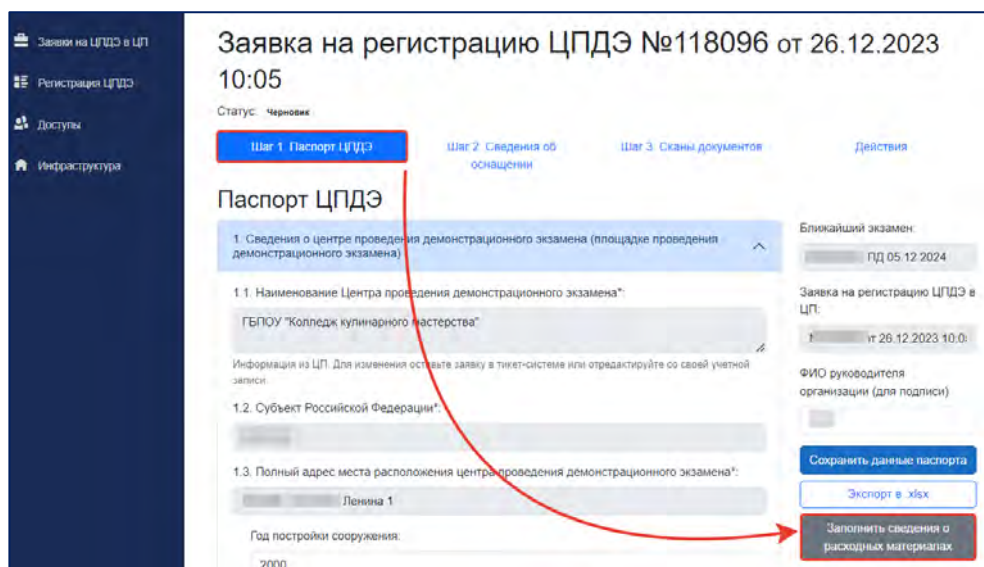 Заявки на ЦПДЭ в ЦП
Регистрация ЦПДЭ
Доступы
Инфраструктура
Заявка на регистрацию ЦПДЭ №118096 от 26.12.2023
10:05
Статус: Черновик
Шаг 1. Паспорт ЦПДЭ
Шаг 2. Сведения об
оснащении
Шаг 3. Сканы документов
Действия
Паспорт ЦПДЭ
1. Сведения о центре проведения демонстрационного экзамена (площадке проведения
демонстрационного экзамена)
1.1. Наименование Центра проведения демонстрационного экзамена*:
ГБПОУ "Колледж кулинарного мастерства"
Информация из ЦП. Для изменения оставьте заявку в тикет-системе или отредактируйте со своей учетной
записи
1.2. Субъект Российской Федерации*:
1.3. Полный адрес места расположения центра проведения демонстрационного экзамена*:
Ленина 1
Год постройки сооружения:
2000
Ближайший экзамен:
ПД 05.12.2024
Заявка на регистрацию ЦПДЭ в
ЦП:
от 26.12.2023 10:0
ФИО руководителя
организации (для подписи)
Сохранить данные паспорта
Экспорт в .xlsx
Заполнить сведения о
расходных материалах